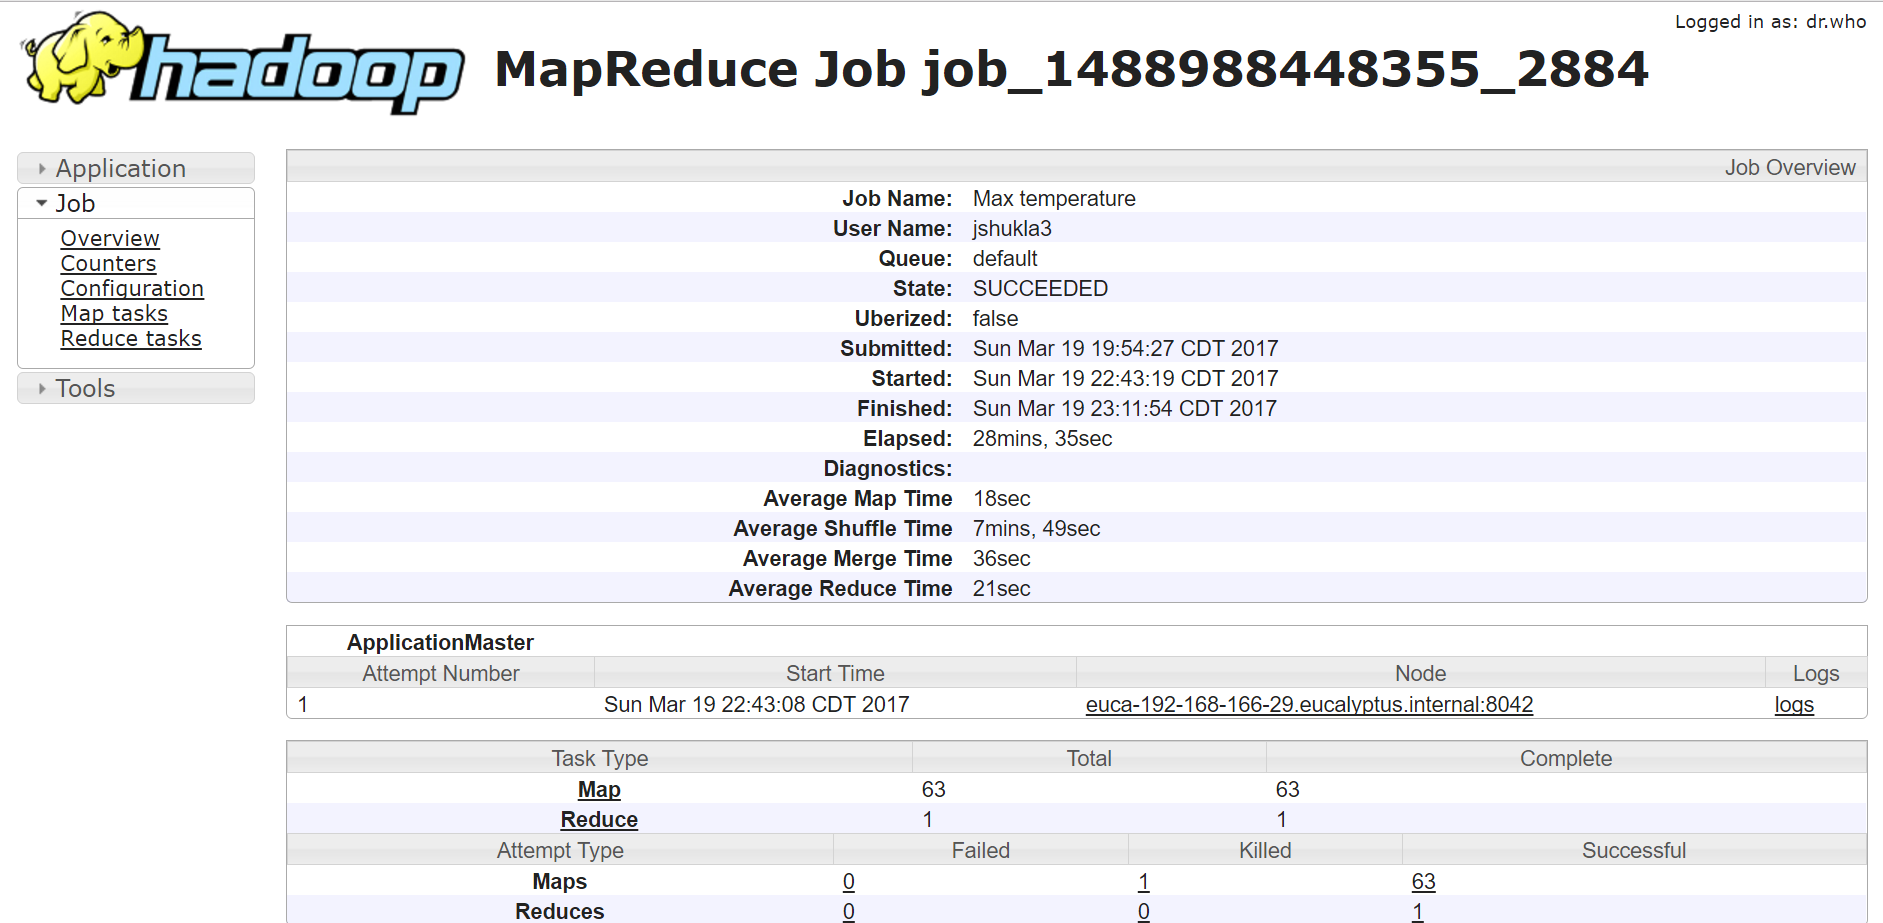 Logged in as: dr.who
hadoop
MapReduce Job job_1488988448355_2884
Application
Job
Overview
Counters
Configuration
Map tasks
Reduce tasks
Tools
Job Overview
Job Name: Max temperature
User Name: jshukla3
Queue: default
State: SUCCEEDED
Uberized: false
Submitted: Sun Mar 19 19:54:27 CDT 2017
Started: Sun Mar 19 22:43:19 CDT 2017
Finished: Sun Mar 19 23:11:54 CDT 2017
Elapsed: 28mins, 35sec
Diagnostics:
Average Map Time 18sec
Average Shuffle Time 7mins, 49sec
Average Merge Time 36sec
Average Reduce Time 21sec
ApplicationMaster
Attempt Number Start Time Node Logs
1 Sun Mar 19 22:43:08 CDT 2017 euca-192-168-166-29.eucalyptus.internal:8042 logs
Task Type Total Complete
Map 63 63
Reduce 1 1
Attempt Type Failed Killed Successful
Maps 0 1 63
Reduces 0 0 1